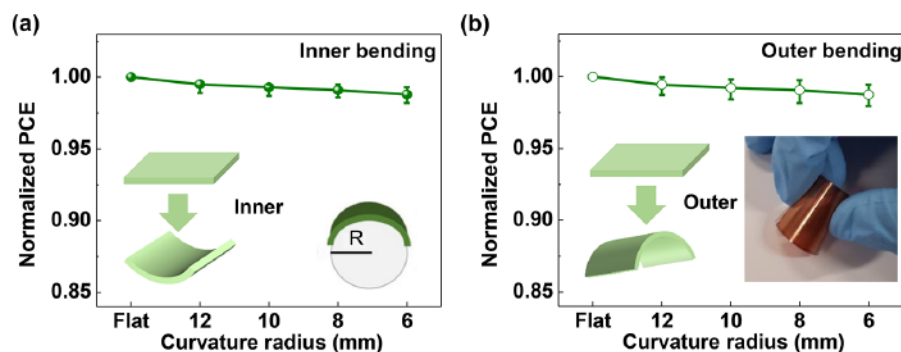 (a)
Inner bending
Normalized PCE
1.00
0.95
0.90
0.85
Inner
R
Flat 12 10 8 6
Curvature radius (mm)
(b)
Outer bending
Normalized PCE
1.00
0.95
0.90
0.85
Outer
Flat 12 10 8 6
Curvature radius (mm)